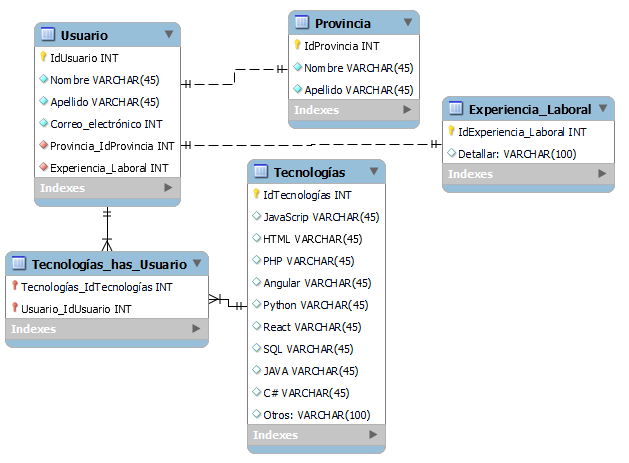 Usuario
IdUsuario INT
Nombre VARCHAR(45)
Apellido VARCHAR(45)
Correo_electrónico INT
Provincia_IdProvincia INT
Experiencia_Laboral INT
Indexes
Provincia
IdProvincia INT
Nombre VARCHAR(45)
Apellido VARCHAR(45)
Indexes
Experiencia_Laboral
IdExperiencia_Laboral INT
Detallar: VARCHAR(100)
Indexes
Tecnologías
IdTecnologías INT
JavaScrip VARCHAR(45)
HTML VARCHAR(45)
PHP VARCHAR(45)
Angular VARCHAR(45)
Python VARCHAR(45)
React VARCHAR(45)
SQL VARCHAR(45)
JAVA VARCHAR(45)
C# VARCHAR(45)
Otros: VARCHAR(100)
Indexes
Tecnologías_has_Usuario
Tecnologías_IdTecnologías INT
Usuario_IdUsuario INT
Indexes